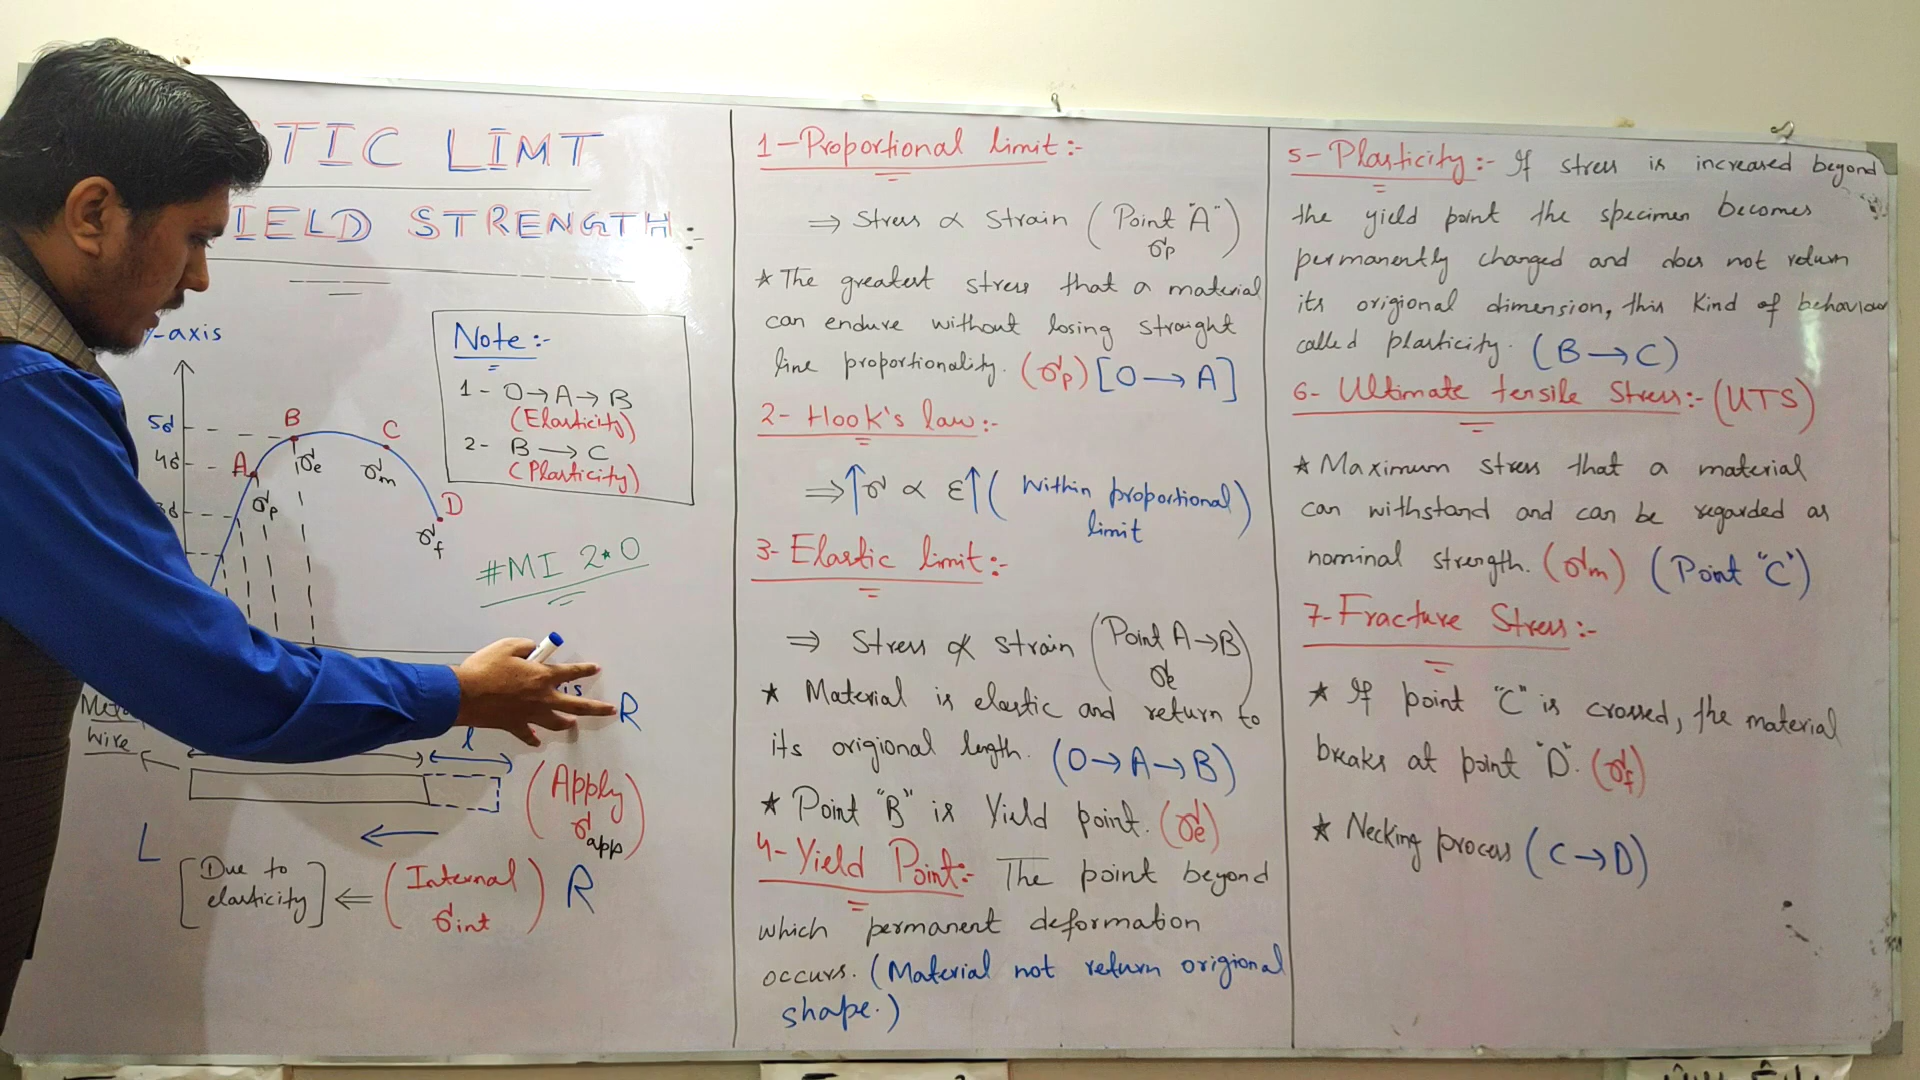 STIC LIMT
IELD STRENGTH:-
y-axis
5σ
4σ
3σ
A
σp
B
σe
C
σm
D
σf
Note:-
1- O→A→B
(Elasticity)
2- B→C
(Plasticity)
#MI 2.0
is
R
wire
l
(Apply σapp)
L
[Due to elasticity] ⇐ (Internal σint) R
1-Proportional limit:-
⇒ Stress ∝ Strain (Point "A" σp)
* The greatest stress that a material
can endure without losing straight
line proportionality. (σp) [O→A]
2- Hook's law:-
⇒ ↑σ ∝ ε↑ (Within proportional limit)
3- Elastic limit:-
⇒ Stress ∝̸ strain (Point A→B σe)
* Material is elastic and return to
its origional length. (O→A→B)
* Point "B" is Yield point. (σe)
4-Yield Point:- The point beyond
which permanent deformation
occurs. (Material not return origional
shape.)
5-Plasticity:- If stress is increased beyond
the yield point the specimen becomes
permanently changed and does not return
its origional dimension, this kind of behaviour
called plasticity. (B→C)
6- Ultimate tensile Stress:- (UTS)
* Maximum stress that a material
can withstand and can be regarded as
nominal strength. (σm) (Point "C")
7-Fracture Stress:-
* If point "C" is crossed, the material
breaks at point "D". (σf)
* Necking process (C→D)